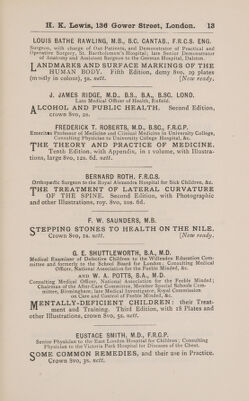 H. K. Lewis, 136 Gower Street, London. 13
LOUIS BATHE RAWLING, M.B., B.C. CANTAB., F.R.C.S. ENG.
Surgeon, with charge of Out Patients, and Demonstrator of Practical and
Operative Surgery, St. Bartholomew's Hospital; late Senior Demonstrator
of Anatomy and Assistant Surgeon to the German Hospital, Dalston.
LANDMARKS AND SURFACE MARKINGS OF THE
HUMAN BODY. Fifth Edition, demy 8vo, 29 plates
(mostly in colour), 5s. nett. [Now ready.
J. JAMES RIDGE, M.D., B.S., B.A., B.SC. LOND.
Late Medical Officer of Health, Enfield.
ALCOHOL AND PUBLIC HEALTH. Second Edition,
crown 8vo, 2s.
FREDERICK T. ROBERTS, M.D., B.SC., F.R.C.P.
Emeritus Professor of Medicine and Clinical Medicine in University College,
Consulting Physician to University College Hospital, &c.
THE THEORY AND PRACTICE OF MEDICINE.
Tenth Edition, with Appendix, in 1 volume, with Illustra-
tions, large 8vo, 12s. 6d. nett. [Now ready.
BERNARD ROTH, F.R.C.S.
Orthopædic Surgeon to the Royal Alexandra Hospital for Sick Children, &c.
THE TREATMENT OF LATERAL CURVATURE
OF THE SPINE. Second Edition, with Photographic
and other Illustrations, roy. 8vo, 10s. 6d.
F. W. SAUNDERS, M.B.
STEPPING STONES TO HEALTH ON THE NILE.
Crown 8vo, 2s. nett. [Now ready.
G. E. SHUTTLEWORTH, B.A., M.D.
Medical Examiner of Defective Children to the Willesden Education Com-
mittee and formerly to the School Board for London; Consulting Medical
Officer, National Association for the Feeble Minded, &c.
AND W. A. POTTS, B.A., M.D.
Consulting Medical Officer, National Association for the Feeble Minded;
Chairman of the After-Care Committee, Member Special Schools Com-
mittee, Birmingham; late Medical Investigator, Royal Commission
on Care and Control of Feeble Minded, &c.
MENTALLY-DEFICIENT CHILDREN: their Treat-
ment and Training. Third Edition, with 18 Plates and
other Illustrations, crown 8vo, 5s. nett.
EUSTACE SMITH, M.D., F.R.C.P.
Senior Physician to the East London Hospital for Children; Consulting
Physician to the Victoria Park Hospital for Diseases of the Chest.
SOME COMMON REMEDIES, and their use in Practice.
Crown 8vo, 3s. nett.